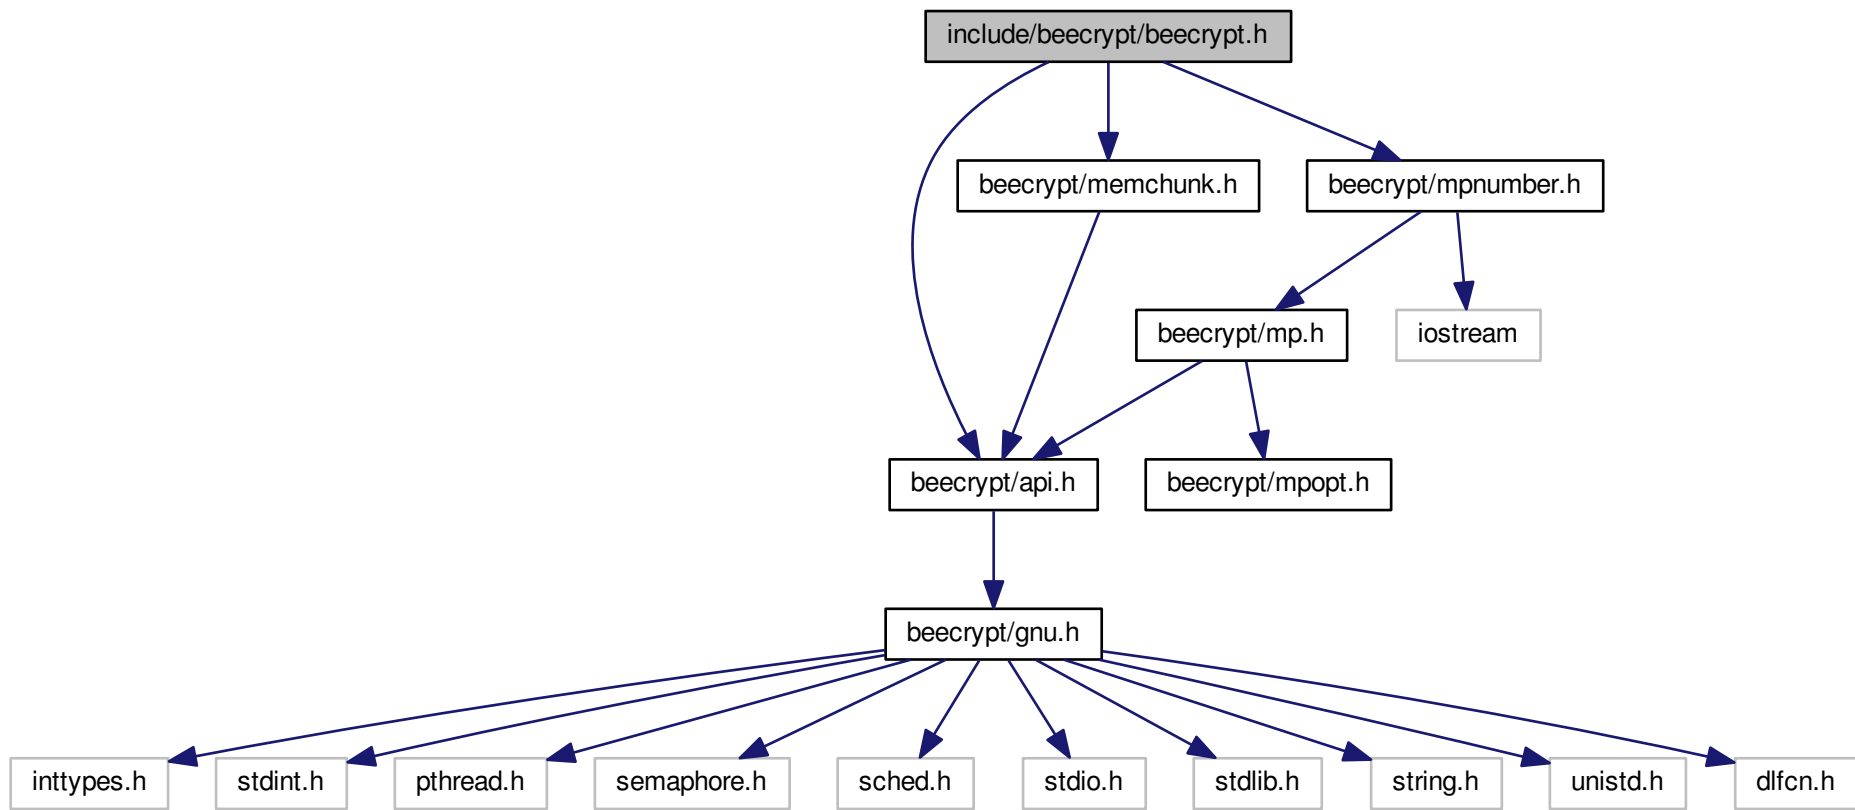 include/beecrypt/beecrypt.h
beecrypt/memchunk.h
beecrypt/mpnumber.h
beecrypt/mp.h
iostream
beecrypt/api.h
beecrypt/mpopt.h
beecrypt/gnu.h
inttypes.h
stdint.h
pthread.h
semaphore.h
sched.h
stdio.h
stdlib.h
string.h
unistd.h
dlfcn.h